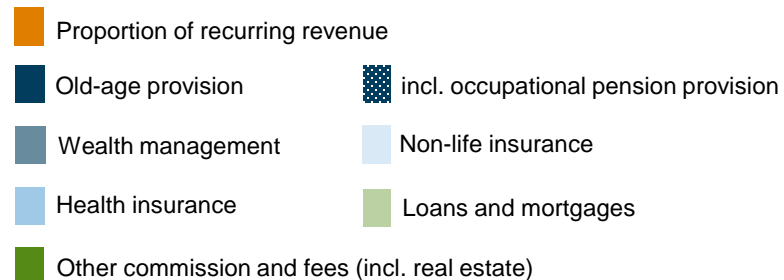 Proportion of recurring revenue
Old-age provision
incl. occupational pension provision
Wealth management
Non-life insurance
Health insurance
Loans and mortgages
Other commission and fees (incl. real estate)